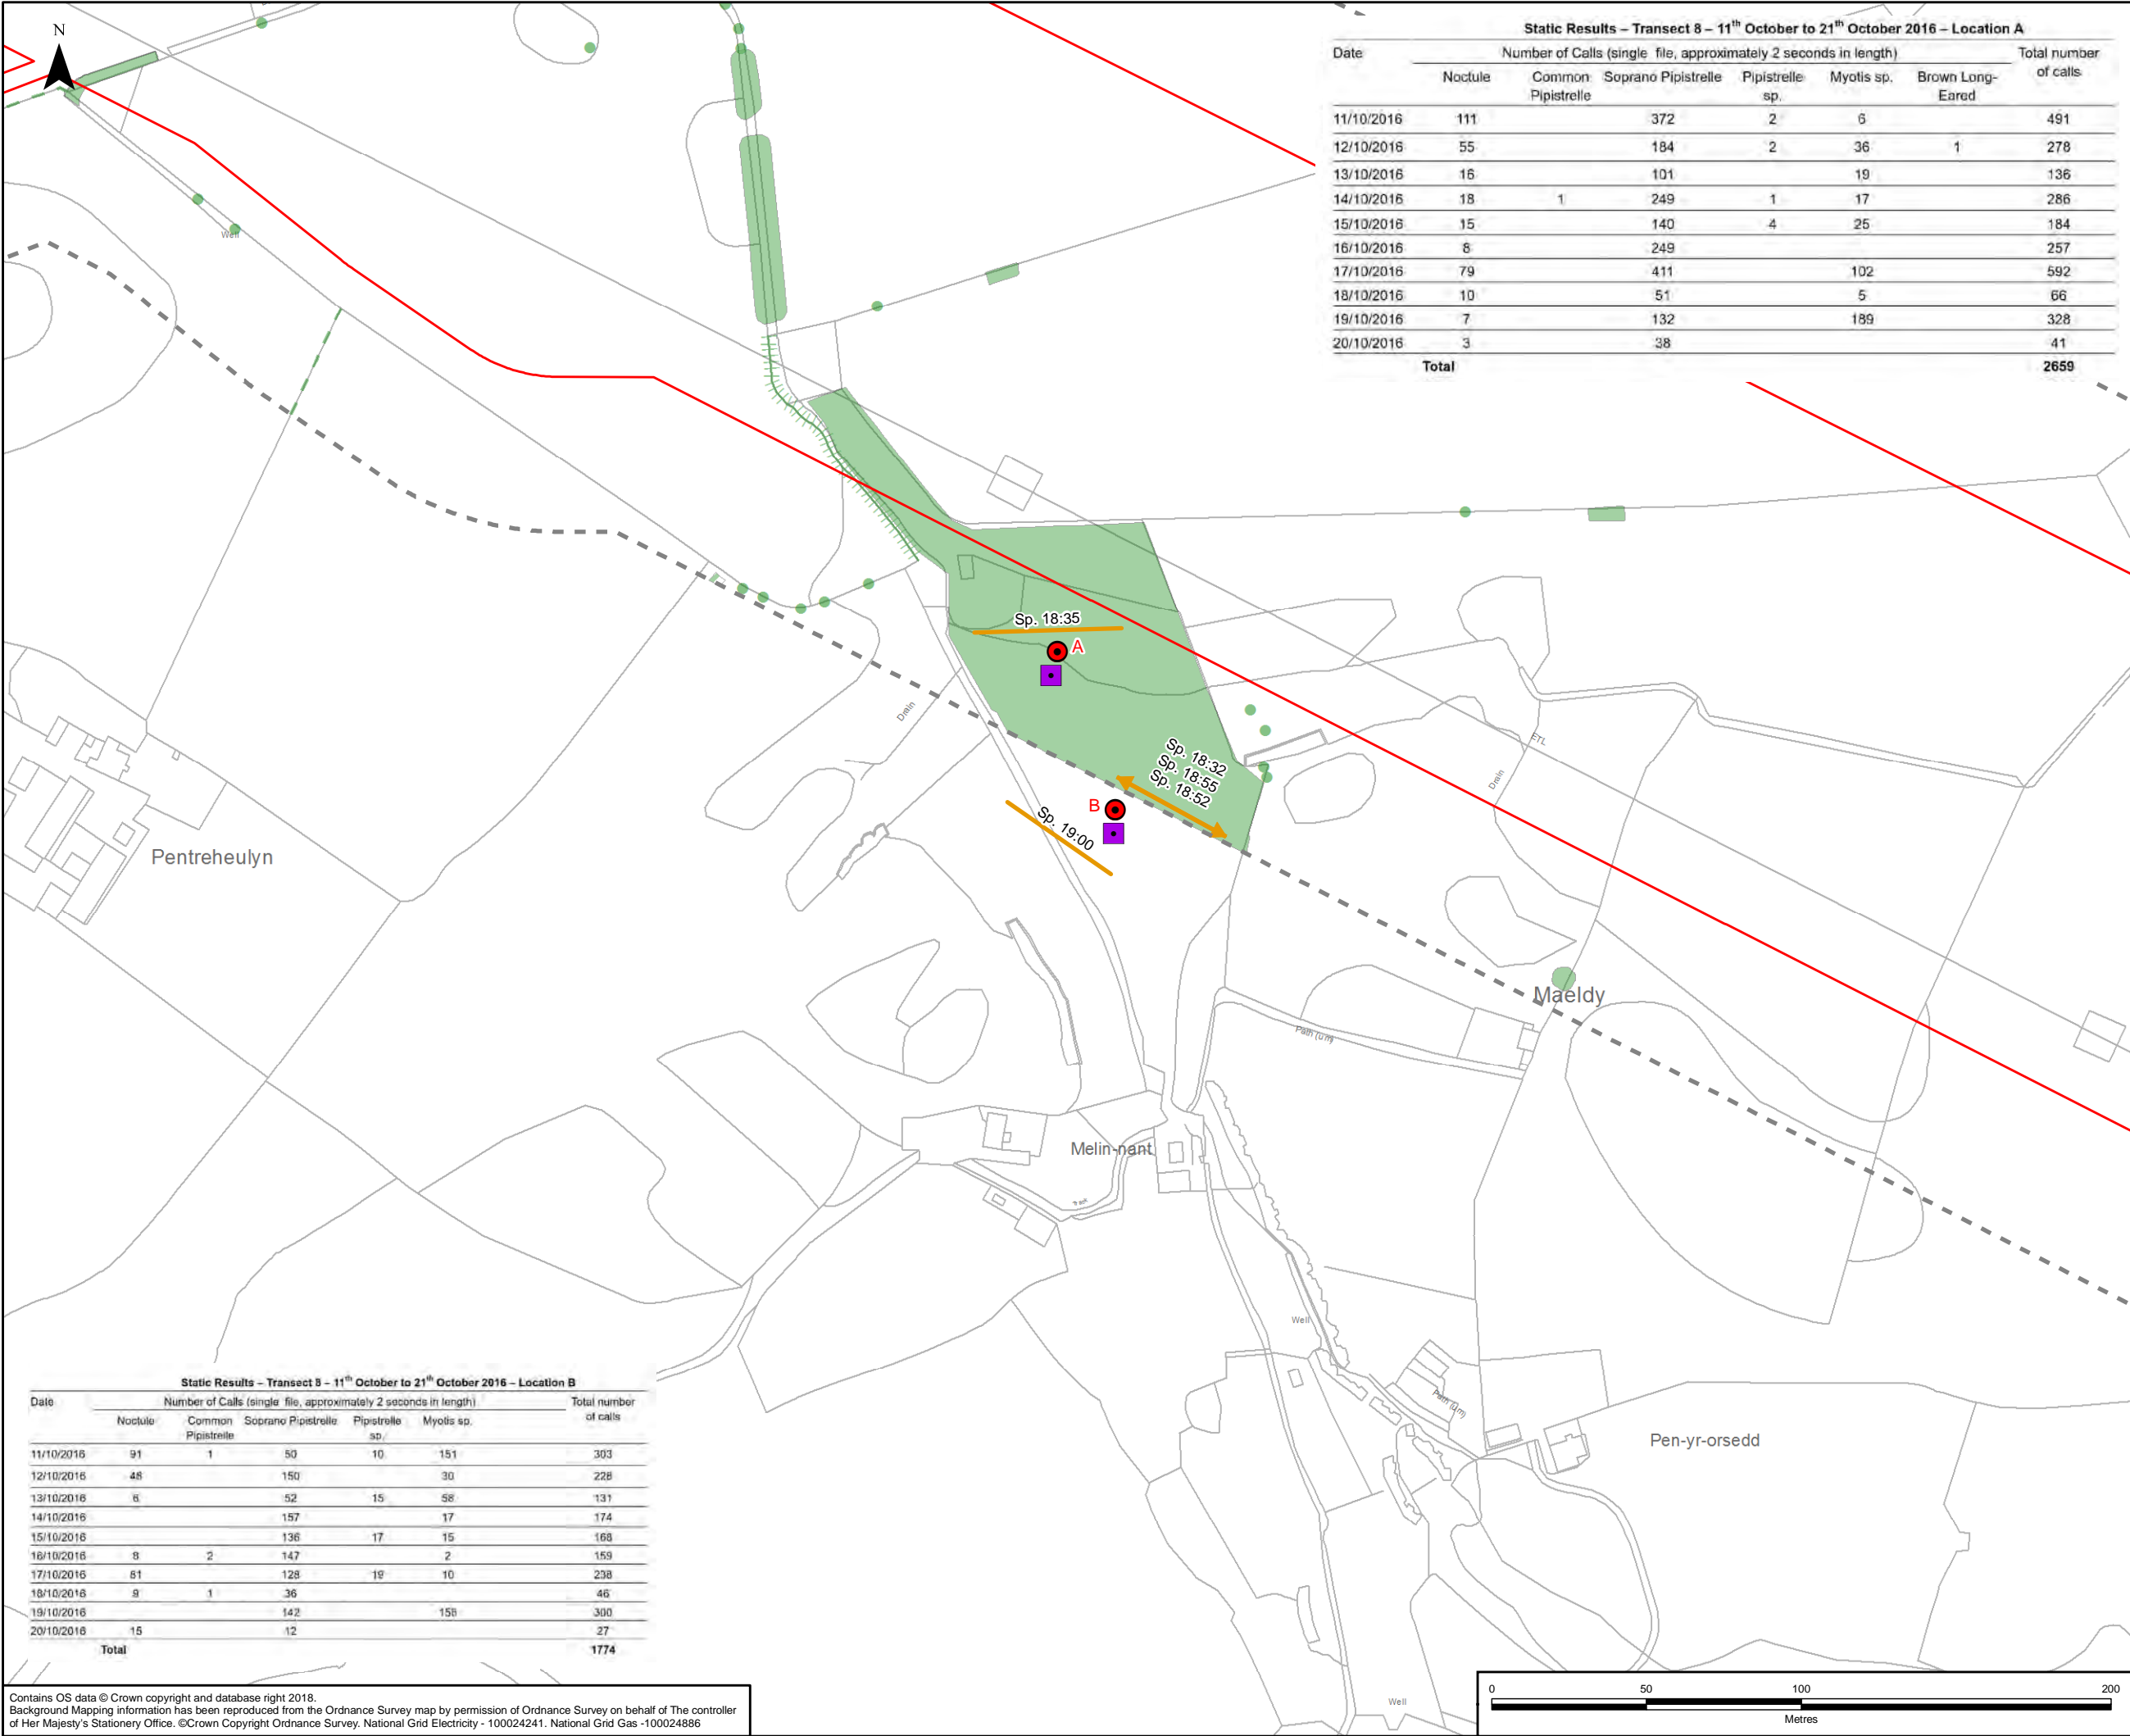 N
Static Results – Transect 8 – 11th October to 21th October 2016 – Location A
Date Number of Calls (single file, approximately 2 seconds in length) Total number of calls
Noctule Common Pipistrelle Soprano Pipistrelle Pipistrelle sp. Myotis sp. Brown Long-Eared
11/10/2016 111 372 2 6 491
12/10/2016 55 184 2 36 1 278
13/10/2016 16 101 19 136
14/10/2016 18 1 249 1 17 286
15/10/2016 15 140 4 25 184
16/10/2016 8 249 257
17/10/2016 79 411 102 592
18/10/2016 10 51 5 66
19/10/2016 7 132 189 328
20/10/2016 3 38 41
Total 2659
Well
Sp. 18:35
A
Drain
Sp. 18:32
Sp. 18:55
Sp. 18:52
ETL
Drain
B
Sp. 19:00
Pentreheulyn
Maeldy
Path (um)
Melin-nant
Well
Path (um)
Pen-yr-orsedd
Well
Static Results – Transect 8 – 11th October to 21th October 2016 – Location B
Date Number of Calls (single file, approximately 2 seconds in length) Total number of calls
Noctule Common Pipistrelle Soprano Pipistrelle Pipistrelle sp. Myotis sp.
11/10/2016 91 1 50 10 151 303
12/10/2016 48 150 30 228
13/10/2016 6 52 15 58 131
14/10/2016 157 17 174
15/10/2016 136 17 15 168
16/10/2016 8 2 147 2 159
17/10/2016 81 128 19 10 238
18/10/2016 9 1 36 46
19/10/2016 142 158 300
20/10/2016 15 12 27
Total 1774
Contains OS data © Crown copyright and database right 2018.
Background Mapping information has been reproduced from the Ordnance Survey map by permission of Ordnance Survey on behalf of The controller
of Her Majesty's Stationery Office. ©Crown Copyright Ordnance Survey. National Grid Electricity - 100024241. National Grid Gas -100024886
0 50 100 200
Metres